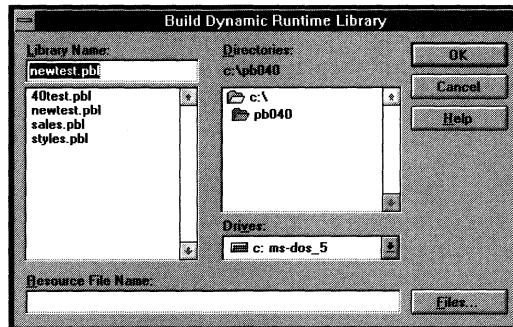 Build Dynamic Runtime Library
Library Name:
newtest.pbl
40test.pbl
newtest.pbl
sales.pbl
styles.pbl
Directories:
c:\pb040
c:\
pb040
Drives:
c: ms-dos_5
OK
Cancel
Help
Resource File Name:
Files...